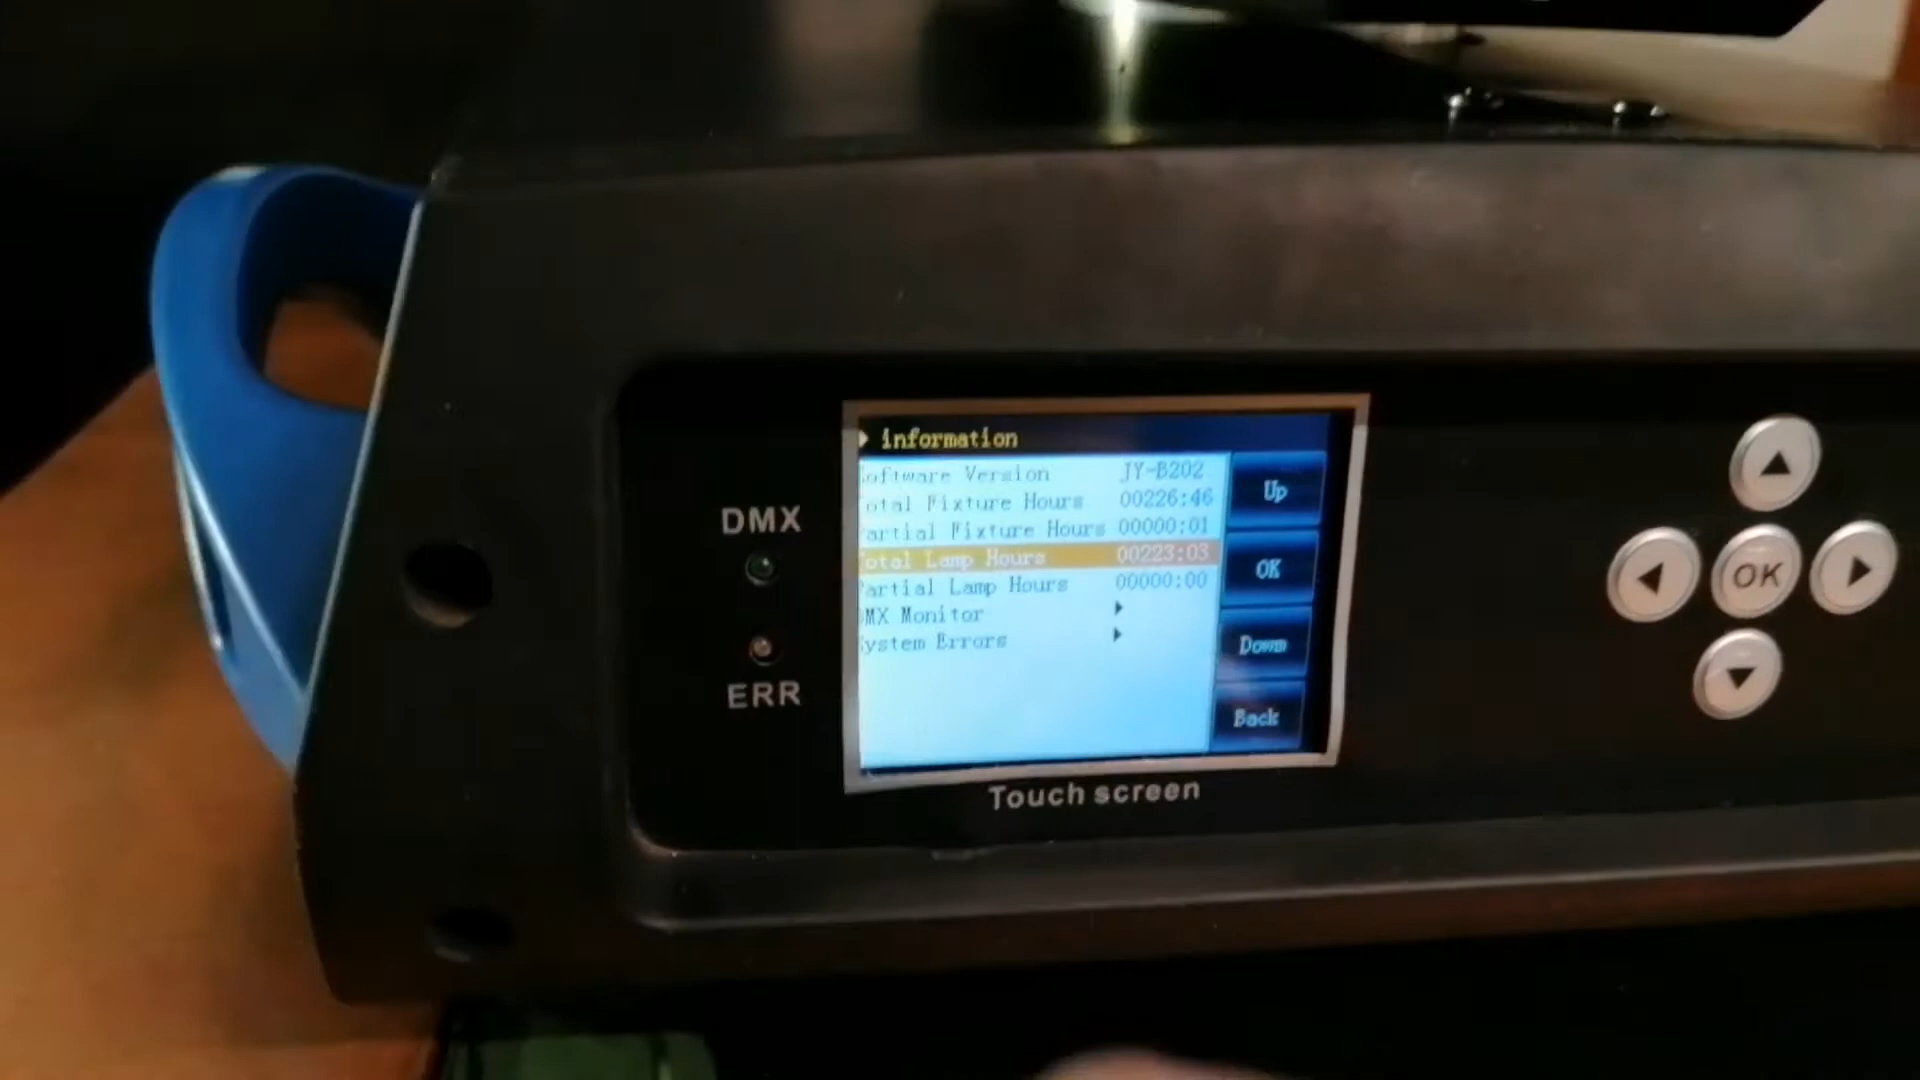 information
Software Version JY-B202
Total Fixture Hours 00226:46
Partial Fixture Hours 00000:01
Total Lamp Hours 00223:03
Partial Lamp Hours 00000:00
DMX Monitor
System Errors
Up
OK
Down
Back
DMX
ERR
Touch screen
OK